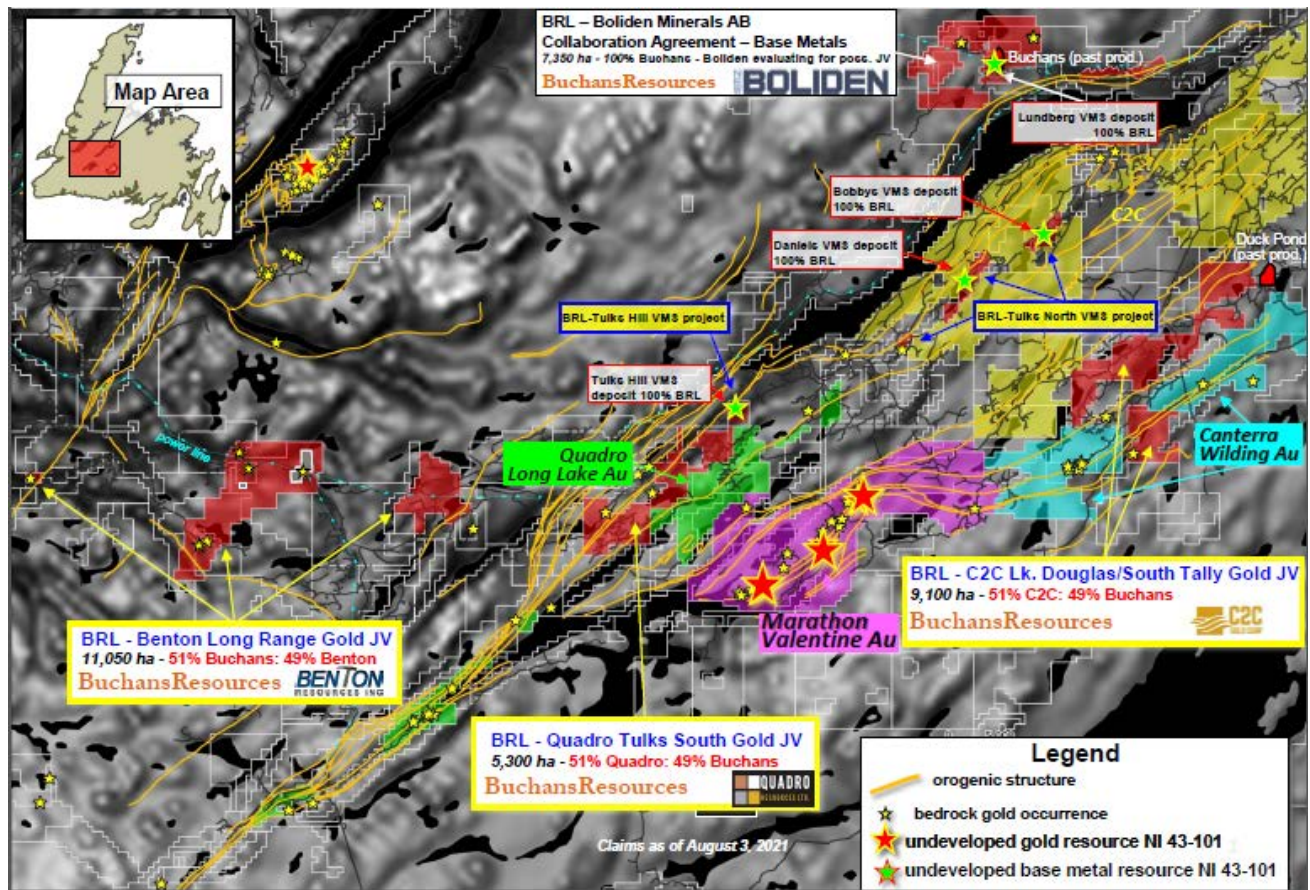 Map Area
BRL – Boliden Minerals AB
Collaboration Agreement – Base Metals
7,350 ha - 100% Buchans - Boliden evaluating for poss. JV
BuchansResources
BOLIDEN
Buchans (past prod.)
Lundberg VMS deposit
100% BRL
Bobbys VMS deposit
100% BRL
C2C
Daniels VMS deposit
100% BRL
Duck Pond
(past prod.)
BRL-Tulks Hill VMS project
BRL-Tulks North VMS project
Tulks Hill VMS
deposit 100% BRL
power line
Quadro
Long Lake Au
Canterra
Wilding Au
Marathon
Valentine Au
BRL - C2C Lk. Douglas/South Tally Gold JV
9,100 ha - 51% C2C: 49% Buchans
BuchansResources
C2C
GOLD CORP
BRL - Benton Long Range Gold JV
11,050 ha - 51% Buchans: 49% Benton
BuchansResources
BENTON
RESOURCES INC
BRL - Quadro Tulks South Gold JV
5,300 ha - 51% Quadro: 49% Buchans
BuchansResources
QUADRO
RESOURCES LTD.
Claims as of August 3, 2021
Legend
orogenic structure
bedrock gold occurrence
undeveloped gold resource NI 43-101
undeveloped base metal resource NI 43-101